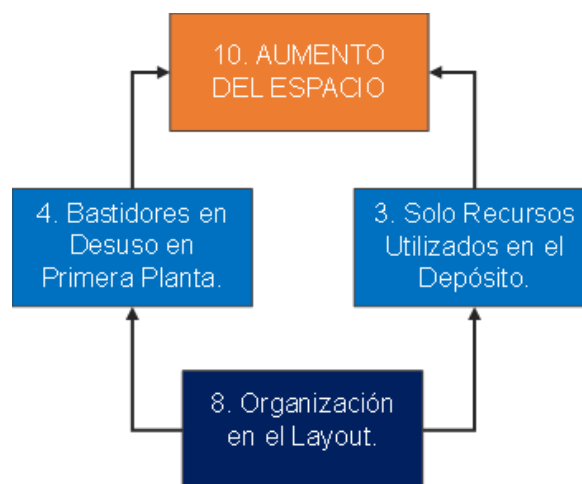 10. AUMENTO
DEL ESPACIO
4. Bastidores en
Desuso en
Primera Planta.
3. Solo Recursos
Utilizados en el
Depósito.
8. Organización
en el Layout.